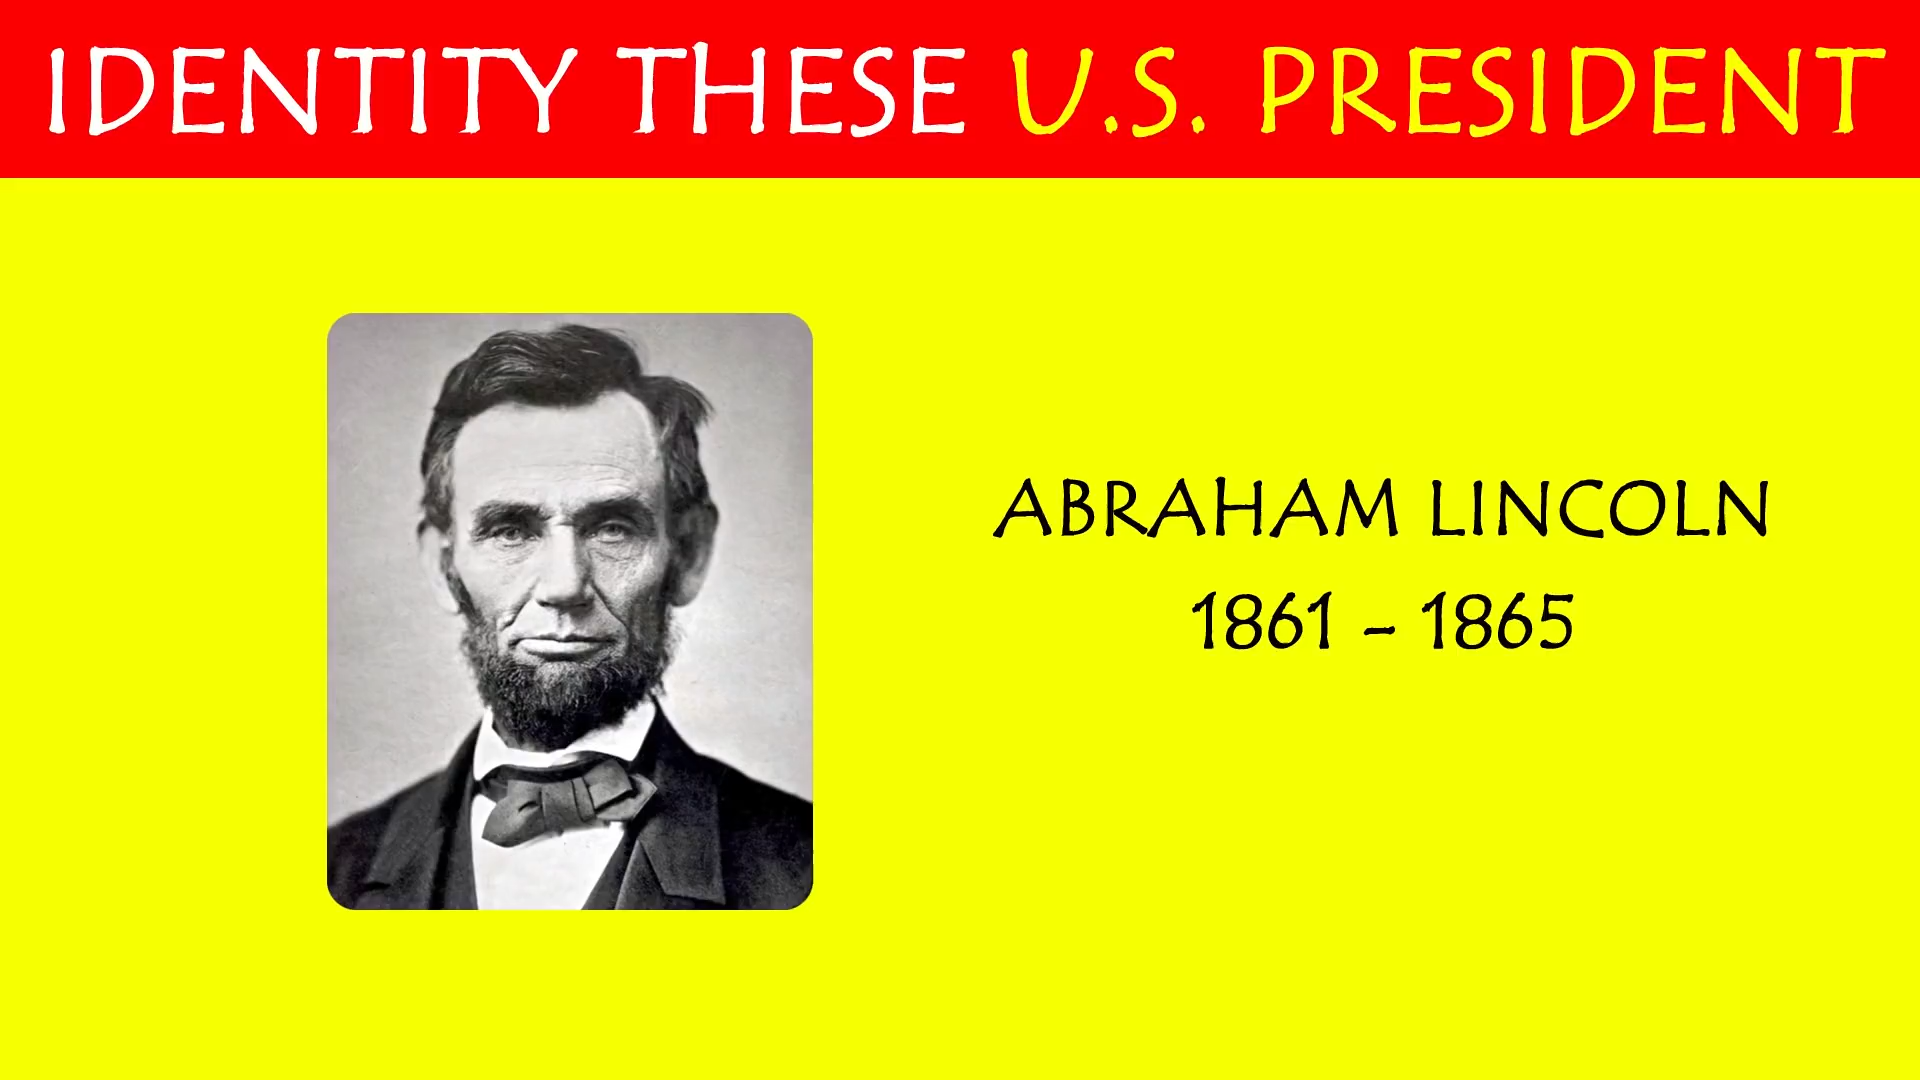 IDENTITY THESE U.S. PRESIDENT
ABRAHAM LINCOLN
1861 - 1865